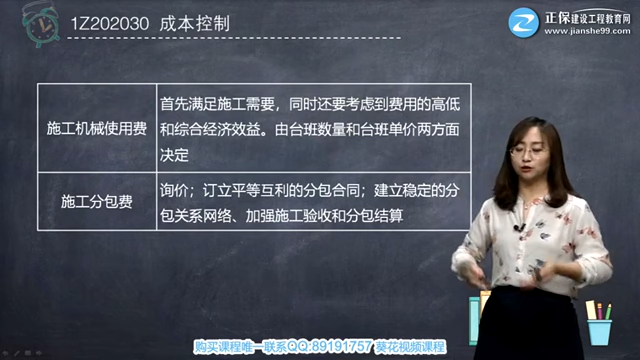 1Z202030 成本控制
正保建设工程教育网
www.jianshe99.com
施工机械使用费
首先满足施工需要，同时还要考虑到费用的高低
和综合经济效益。由台班数量和台班单价两方面
决定
施工分包费
询价；订立平等互利的分包合同；建立稳定的分
包关系网络、加强施工验收和分包结算
购买课程唯一联系QQ:89191757 葵花视频课程